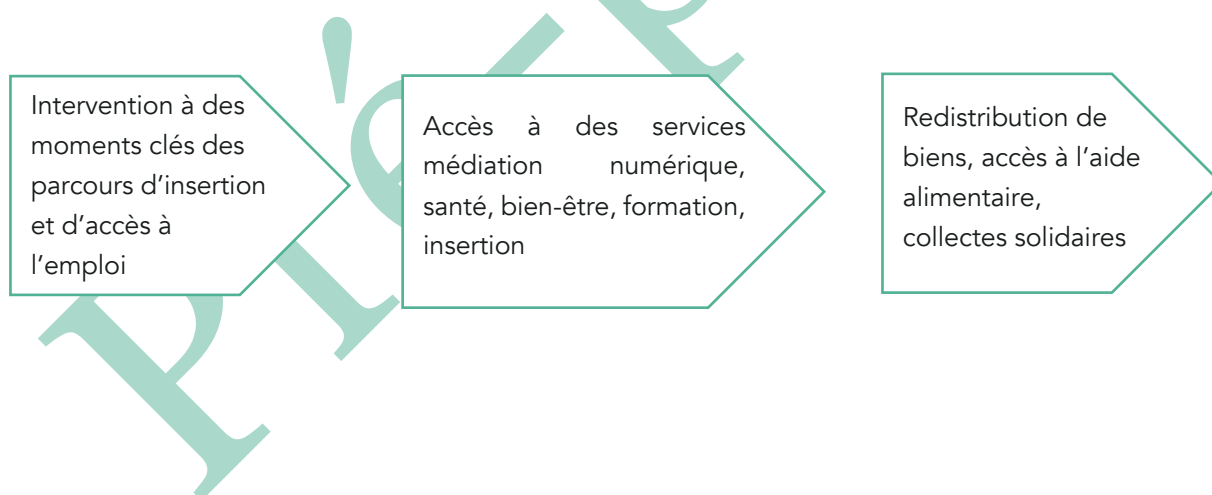 Intervention à des
moments clés des
parcours d'insertion
et d'accès à
l'emploi
Accès à des services
médiation numérique,
santé, bien-être, formation,
insertion
Redistribution de
biens, accès à l'aide
alimentaire,
collectes solidaires